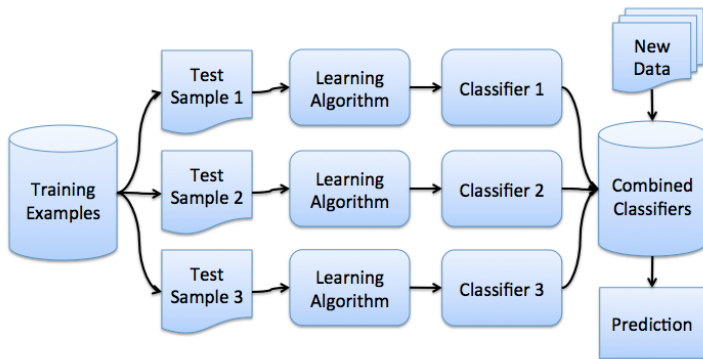 Training
Examples
Test
Sample 1
Learning
Algorithm
Classifier 1
Test
Sample 2
Learning
Algorithm
Classifier 2
Test
Sample 3
Learning
Algorithm
Classifier 3
New
Data
Combined
Classifiers
Prediction